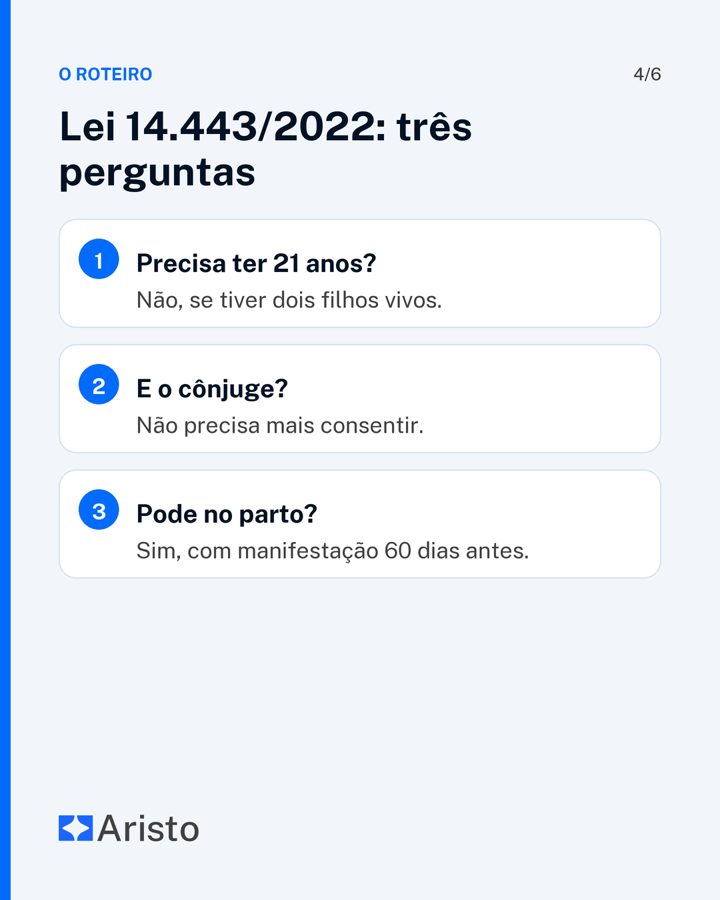 O ROTEIRO
4/6
Lei 14.443/2022: três
perguntas
1
Precisa ter 21 anos?
Não, se tiver dois filhos vivos.
2
E o cônjuge?
Não precisa mais consentir.
3
Pode no parto?
Sim, com manifestação 60 dias antes.
Aristo